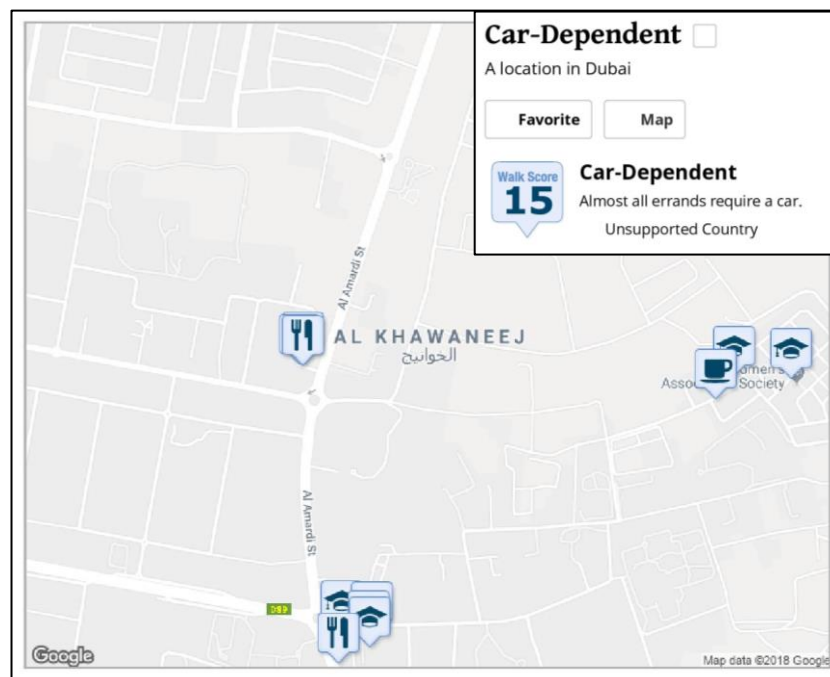 Car-Dependent
A location in Dubai
Favorite
Map
Walk Score
15
Car-Dependent
Almost all errands require a car.
Unsupported Country
Al Amardi St
AL KHAWANEEJ
الخوانيج
Society
Al Amardi St
Google
Map data ©2018 Google